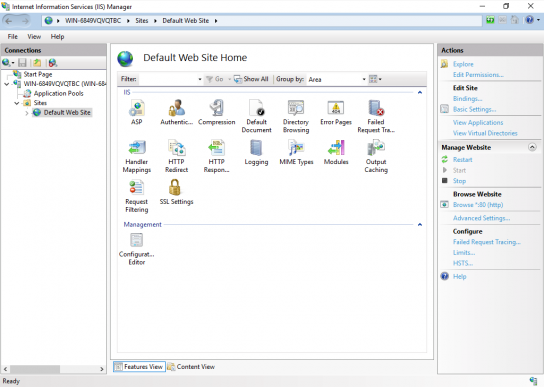 Internet Information Services (IIS) Manager
WIN-6849VQVQTBC
Sites
Default Web Site
File View Help
Connections
Start Page
WIN-6849VQVQTBC (WIN-684
Application Pools
Sites
Default Web Site
Default Web Site Home
Filter: Go Show All Group by: Area
IIS
ASP Authentic... Compression Default Document Directory Browsing Error Pages Failed Request Tra...
Handler Mappings HTTP Redirect HTTP Respon... Logging MIME Types Modules Output Caching
Request Filtering SSL Settings
Management
Configurat... Editor
Features View Content View
Actions
Explore
Edit Permissions...
Edit Site
Bindings...
Basic Settings...
View Applications
View Virtual Directories
Manage Website
Restart
Start
Stop
Browse Website
Browse *:80 (http)
Advanced Settings...
Configure
Failed Request Tracing...
Limits...
HSTS...
Help
Ready